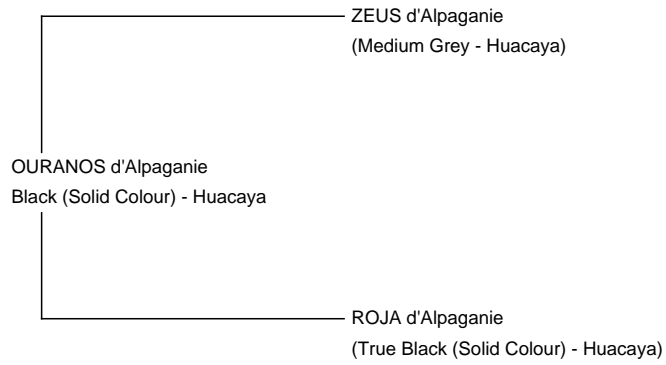 ZEUS d'Alpaganie
(Medium Grey - Huacaya)
OURANOS d'Alpaganie
Black (Solid Colour) - Huacaya
ROJA d'Alpaganie
(True Black (Solid Colour) - Huacaya)